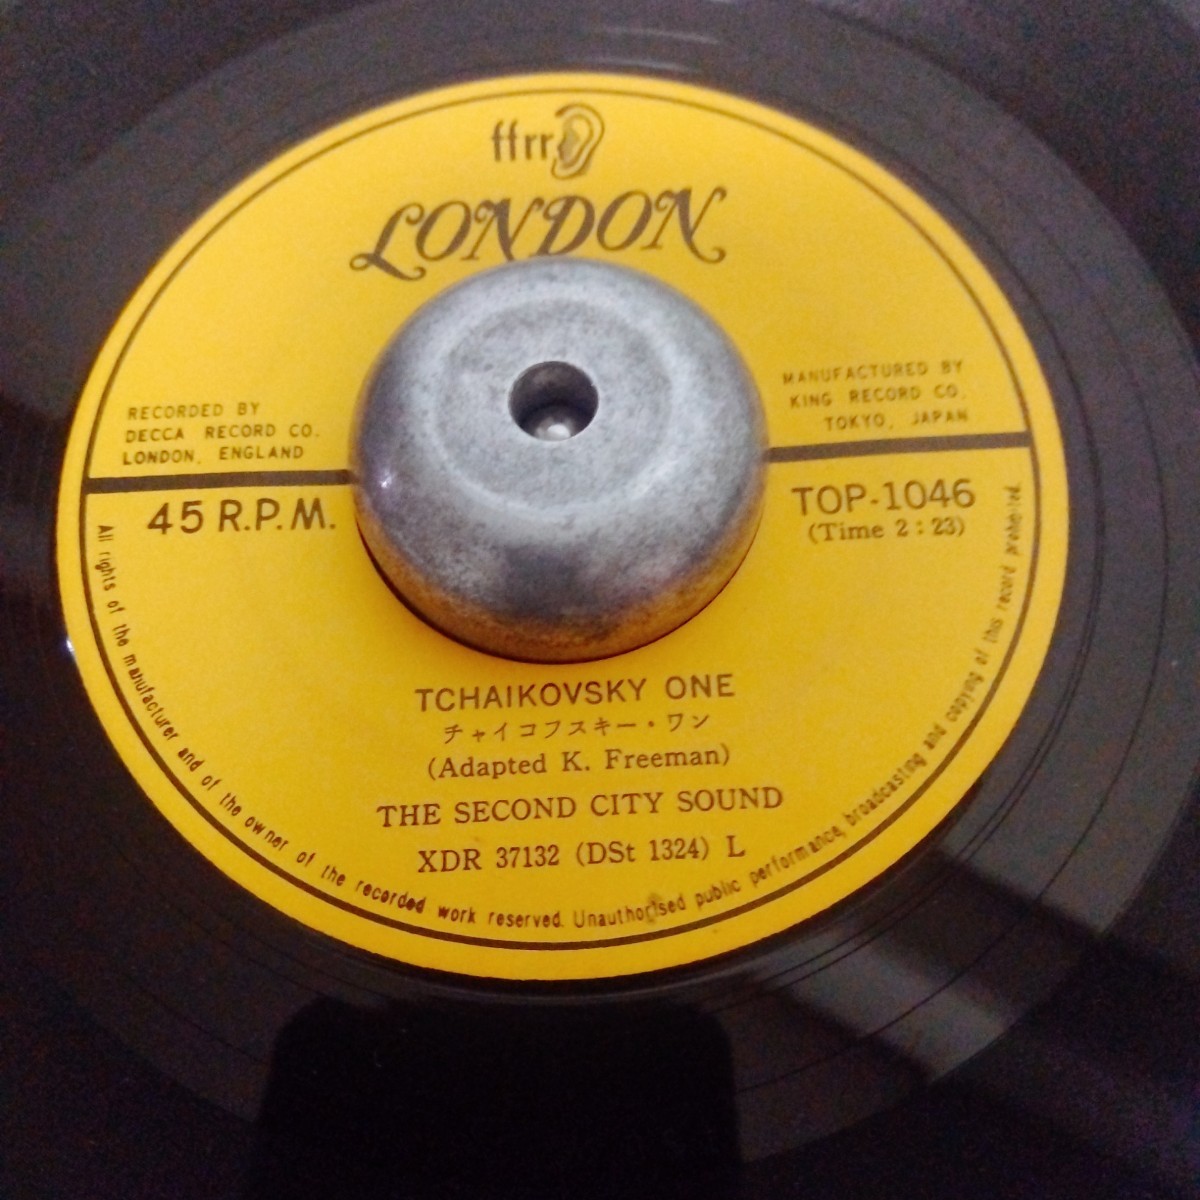 ffrr
LONDON
RECORDED BY
DECCA RECORD CO.
LONDON, ENGLAND
MANUFACTURED BY
KING RECORD CO.
TOKYO, JAPAN
45 R.P.M.
TOP-1046
(Time 2:23)
TCHAIKOVSKY ONE
チャイコフスキー・ワン
(Adapted K. Freeman)
THE SECOND CITY SOUND
XDR 37132 (DSt 1324) L
All rights of the manufacturer and of the owner of the recorded work reserved. Unauthorised public performance, broadcasting and copying of this record prohibited.